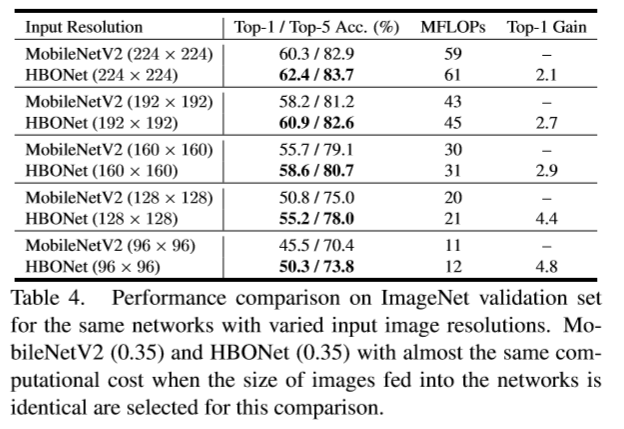 Input Resolution Top-1 / Top-5 Acc. (%) MFLOPs Top-1 Gain
MobileNetV2 (224 × 224) 60.3 / 82.9 59 –
HBONet (224 × 224) 62.4 / 83.7 61 2.1
MobileNetV2 (192 × 192) 58.2 / 81.2 43 –
HBONet (192 × 192) 60.9 / 82.6 45 2.7
MobileNetV2 (160 × 160) 55.7 / 79.1 30 –
HBONet (160 × 160) 58.6 / 80.7 31 2.9
MobileNetV2 (128 × 128) 50.8 / 75.0 20 –
HBONet (128 × 128) 55.2 / 78.0 21 4.4
MobileNetV2 (96 × 96) 45.5 / 70.4 11 –
HBONet (96 × 96) 50.3 / 73.8 12 4.8
Table 4. Performance comparison on ImageNet validation set
for the same networks with varied input image resolutions. Mo-
bileNetV2 (0.35) and HBONet (0.35) with almost the same com-
putational cost when the size of images fed into the networks is
identical are selected for this comparison.